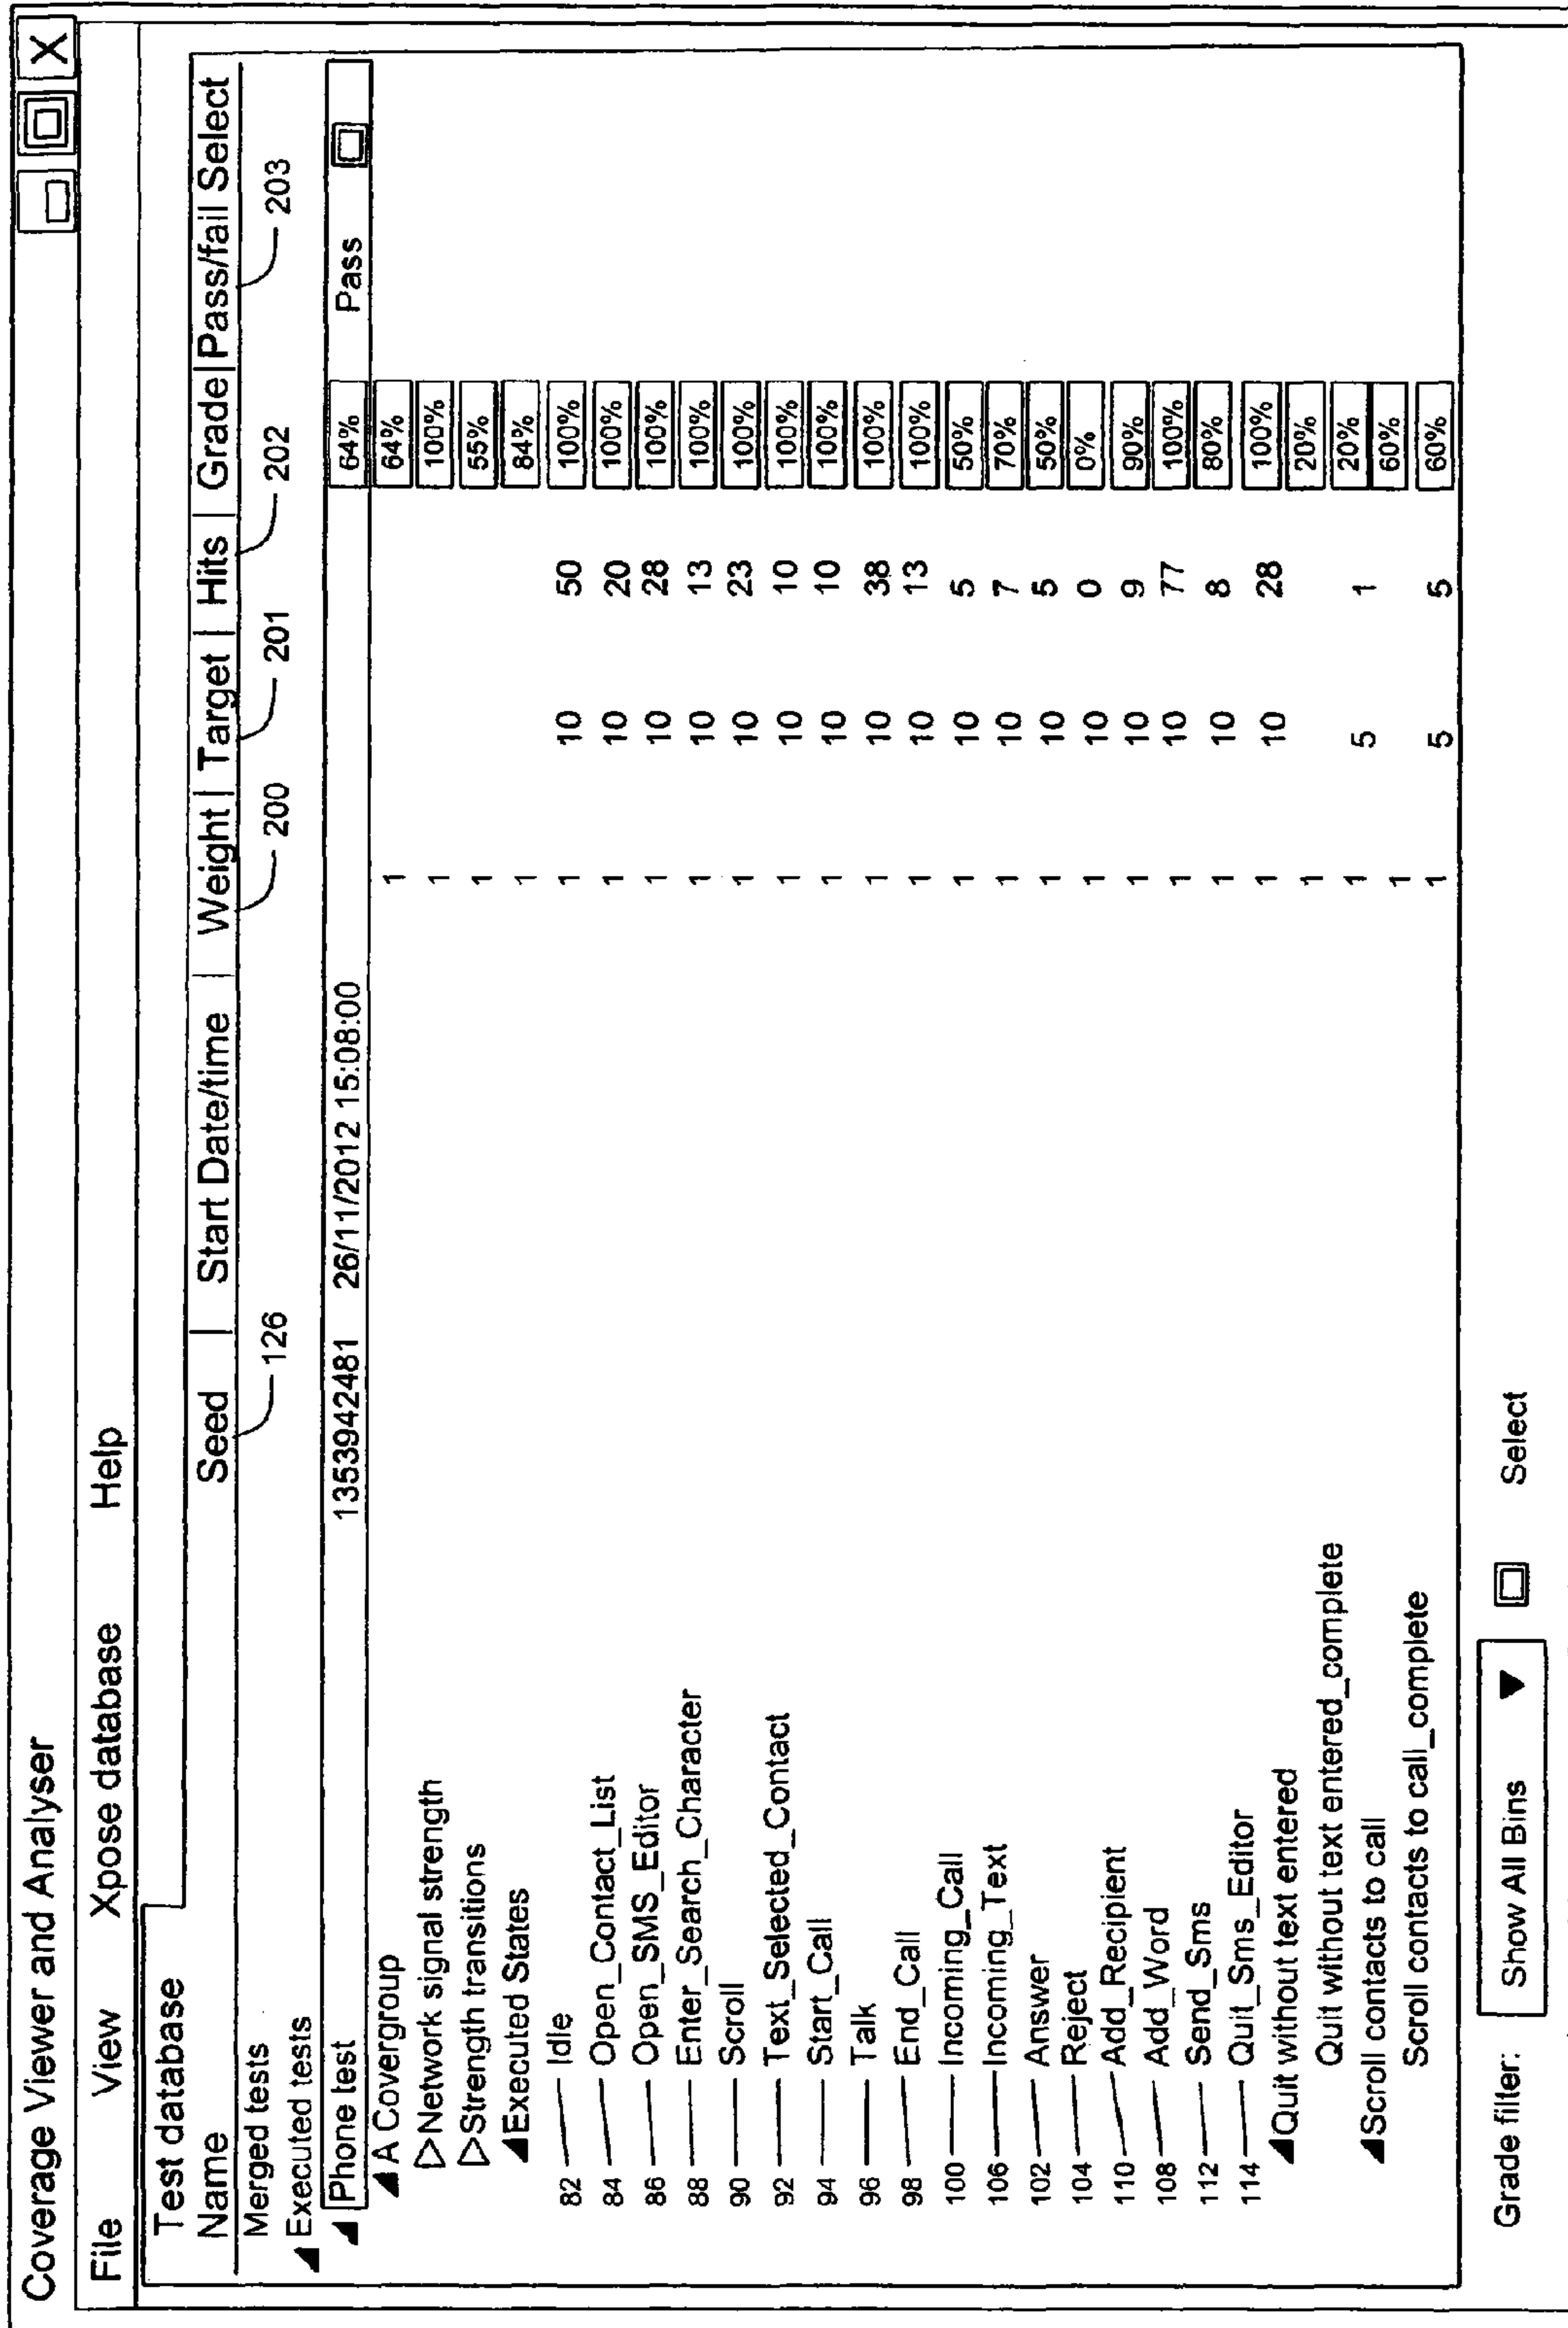 Coverage Viewer and Analyser X
File View Xpose database Help
Test database
Name Seed | Start Date/time | Weight | Target | Hits | Grade | Pass/fail Select
Merged tests 126 200 201 202 203
Executed tests
Phone test 1353942481 26/11/2012 15:08:00 64% Pass
A Covergroup 1 64%
Network signal strength 1 100%
Strength transitions 1 55%
Executed States 1 84%
82 Idle 1 10 50 100%
84 Open_Contact_List 1 10 20 100%
86 Open_SMS_Editor 1 10 28 100%
88 Enter_Search_Character 1 10 13 100%
90 Scroll 1 10 23 100%
92 Text_Selected_Contact 1 10 10 100%
94 Start_Call 1 10 10 100%
96 Talk 1 10 38 100%
98 End_Call 1 10 13 100%
100 Incoming_Call 1 10 5 50%
106 Incoming_Text 1 10 7 70%
102 Answer 1 10 5 50%
104 Reject 1 10 0 0%
110 Add_Recipient 1 10 9 90%
108 Add_Word 1 10 77 100%
112 Send_Sms 1 10 8 80%
114 Quit_Sms_Editor 1 10 28 100%
Quit without text entered 1 20%
Quit without text entered_complete 1 5 1 20%
Scroll contacts to call 1 60%
Scroll contacts to call_complete 1 5 5 60%
Grade filter: Show All Bins Select